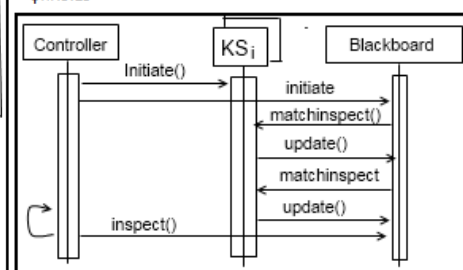 Controller
KSi
Blackboard
Initiate()
initiate
matchinspect()
update()
matchinspect
update()
inspect()